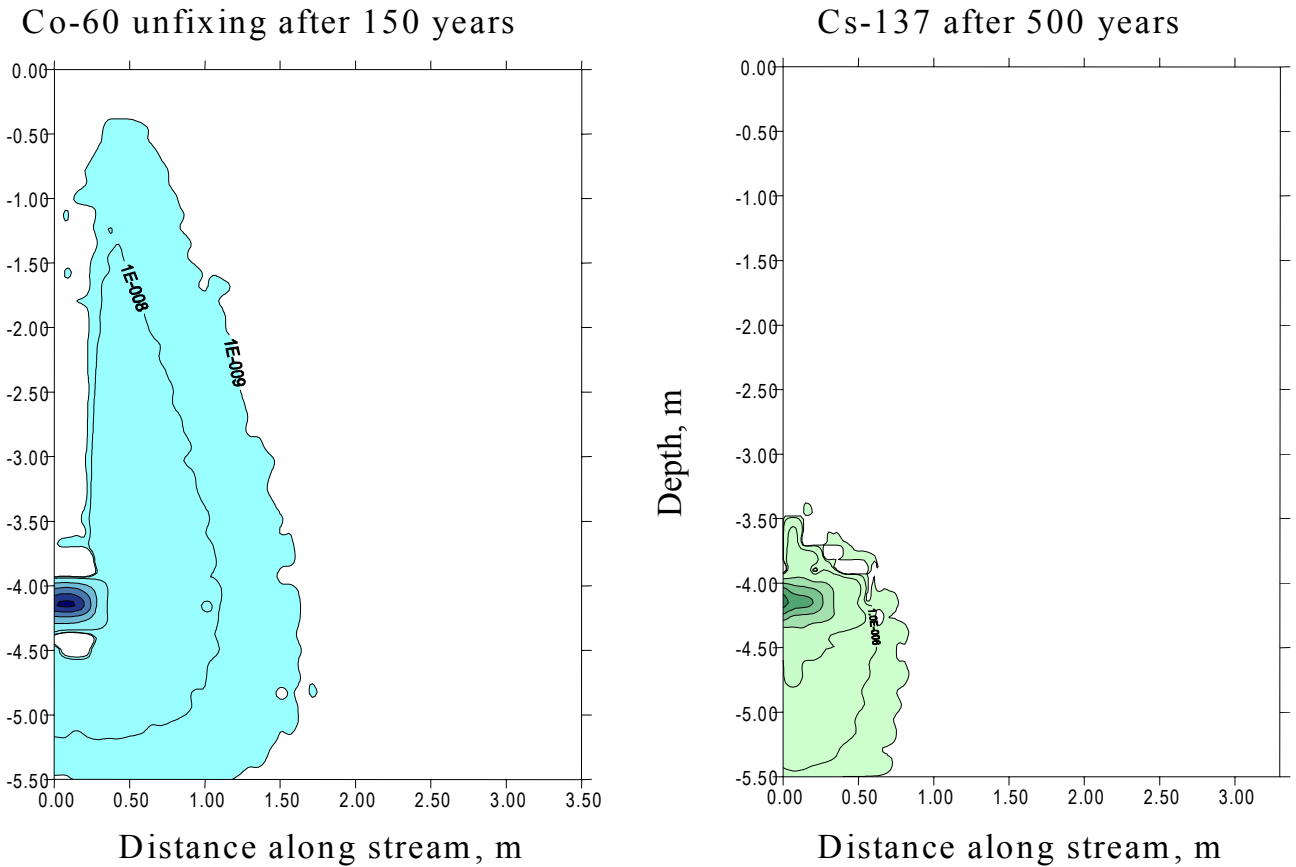 Co-60 unfixing after 150 years
0.00
-0.50
-1.00
-1.50
-2.00
-2.50
-3.00
-3.50
-4.00
-4.50
-5.00
-5.50
1E-008
1E-009
0.00 0.50 1.00 1.50 2.00 2.50 3.00 3.50
Distance along stream, m
Cs-137 after 500 years
Depth, m
0.00
-0.50
-1.00
-1.50
-2.00
-2.50
-3.00
-3.50
-4.00
-4.50
-5.00
-5.50
0.00 0.50 1.00 1.50 2.00 2.50 3.00
Distance along stream, m